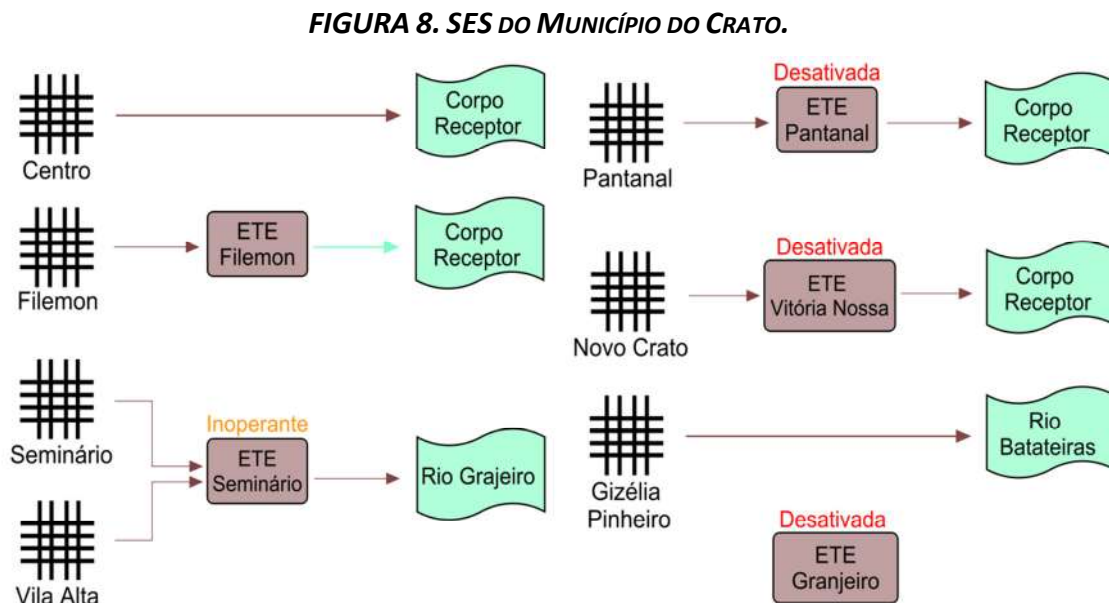 FIGURA 8. SES DO MUNICÍPIO DO CRATO.
Centro
Corpo
Receptor
Filemon
ETE
Filemon
Corpo
Receptor
Seminário
Vila Alta
Inoperante
ETE
Seminário
Rio Grajeiro
Pantanal
Desativada
ETE
Pantanal
Corpo
Receptor
Novo Crato
Desativada
ETE
Vitória Nossa
Corpo
Receptor
Gizélia
Pinheiro
Rio
Batateiras
Desativada
ETE
Granjeiro